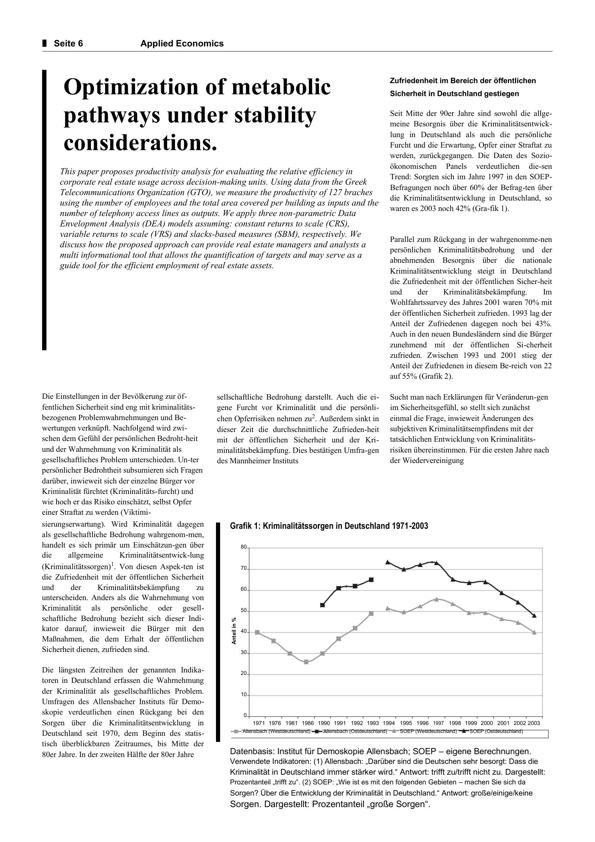 Seite 6 Applied Economics
Optimization of metabolic
pathways under stability
considerations.
This paper proposes productivity analysis for evaluating the relative efficiency in
corporate real estate usage across decision-making units. Using data from the Greek
Telecommunications Organization (GTO), we measure the productivity of 127 braches
using the number of employees and the total area covered per building as inputs and the
number of telephony access lines as outputs. We apply three non-parametric Data
Envelopment Analysis (DEA) models assuming: constant returns to scale (CRS),
variable returns to scale (VRS) and slacks-based measures (SBM), respectively. We
discuss how the proposed approach can provide real estate managers and analysts a
multi informational tool that allows the quantification of targets and may serve as a
guide tool for the efficient employment of real estate assets.
Zufriedenheit im Bereich der öffentlichen
Sicherheit in Deutschland gestiegen
Seit Mitte der 90er Jahre sind sowohl die allge-
meine Besorgnis über die Kriminalitätsentwick-
lung in Deutschland als auch die persönliche
Furcht und die Erwartung, Opfer einer Straftat zu
werden, zurückgegangen. Die Daten des Sozio-
ökonomischen Panels verdeutlichen die-sen
Trend: Sorgten sich im Jahre 1997 in den SOEP-
Befragungen noch über 60% der Befrag-ten über
die Kriminalitätsentwicklung in Deutschland, so
waren es 2003 noch 42% (Gra-fik 1).
Parallel zum Rückgang in der wahrgenomme-nen
persönlichen Kriminalitätsbedrohung und der
abnehmenden Besorgnis über die nationale
Kriminalitätsentwicklung steigt in Deutschland
die Zufriedenheit mit der öffentlichen Sicher-heit
und der Kriminalitätsbekämpfung. Im
Wohlfahrtssurvey des Jahres 2001 waren 70% mit
der öffentlichen Sicherheit zufrieden. 1993 lag der
Anteil der Zufriedenen dagegen noch bei 43%.
Auch in den neuen Bundesländern sind die Bürger
zunehmend mit der öffentlichen Si-cherheit
zufrieden. Zwischen 1993 und 2001 stieg der
Anteil der Zufriedenen in diesem Be-reich von 22
auf 55% (Grafik 2).
Die Einstellungen in der Bevölkerung zur öf-
fentlichen Sicherheit sind eng mit kriminalitäts-
bezogenen Problemwahrnehmungen und Be-
wertungen verknüpft. Nachfolgend wird zwi-
schen dem Gefühl der persönlichen Bedroht-heit
und der Wahrnehmung von Kriminalität als
gesellschaftliches Problem unterschieden. Un-ter
persönlicher Bedrohtheit subsumieren sich Fragen
darüber, inwieweit sich der einzelne Bürger vor
Kriminalität fürchtet (Kriminalitäts-furcht) und
wie hoch er das Risiko einschätzt, selbst Opfer
einer Straftat zu werden (Viktimi-
sierungserwartung). Wird Kriminalität dagegen
als gesellschaftliche Bedrohung wahrgenom-men,
handelt es sich primär um Einschätzun-gen über
die allgemeine Kriminalitätsentwick-lung
(Kriminalitätssorgen)1. Von diesen Aspek-ten ist
die Zufriedenheit mit der öffentlichen Sicherheit
und der Kriminalitätsbekämpfung zu
unterscheiden. Anders als die Wahrnehmung von
Kriminalität als persönliche oder gesell-
schaftliche Bedrohung bezieht sich dieser Indi-
kator darauf, inwieweit die Bürger mit den
Maßnahmen, die dem Erhalt der öffentlichen
Sicherheit dienen, zufrieden sind.
Die längsten Zeitreihen der genannten Indika-
toren in Deutschland erfassen die Wahrnehmung
der Kriminalität als gesellschaftliches Problem.
Umfragen des Allensbacher Instituts für Demo-
skopie verdeutlichen einen Rückgang bei den
Sorgen über die Kriminalitätsentwicklung in
Deutschland seit 1970, dem Beginn des statis-
tisch überblickbaren Zeitraumes, bis Mitte der
80er Jahre. In der zweiten Hälfte der 80er Jahre
sellschaftliche Bedrohung darstellt. Auch die ei-
gene Furcht vor Kriminalität und die persönli-
chen Opferrisiken nehmen zu2. Außerdem sinkt in
dieser Zeit die durchschnittliche Zufrieden-heit
mit der öffentlichen Sicherheit und der Kri-
minalitätsbekämpfung. Dies bestätigen Umfra-gen
des Mannheimer Instituts
Sucht man nach Erklärungen für Veränderun-gen
im Sicherheitsgefühl, so stellt sich zunächst
einmal die Frage, inwieweit Änderungen des
subjektiven Kriminalitätsempfindens mit der
tatsächlichen Entwicklung von Kriminalitäts-
risiken übereinstimmen. Für die ersten Jahre nach
der Wiedervereinigung
Grafik 1: Kriminalitätssorgen in Deutschland 1971-2003
Anteil in %
80
70
60
50
40
30
20
10
0
1971 1976 1981 1986 1990 1991 1992 1993 1994 1995 1996 1997 1998 1999 2000 2001 2002 2003
Allensbach (Westdeutschland) Allensbach (Ostdeutschland) SOEP (Westdeutschland) SOEP (Ostdeutschland)
Datenbasis: Institut für Demoskopie Allensbach; SOEP – eigene Berechnungen.
Verwendete Indikatoren: (1) Allensbach: „Darüber sind die Deutschen sehr besorgt: Dass die
Kriminalität in Deutschland immer stärker wird.“ Antwort: trifft zu/trifft nicht zu. Dargestellt:
Prozentanteil „trifft zu“. (2) SOEP: „Wie ist es mit den folgenden Gebieten – machen Sie sich da
Sorgen? Über die Entwicklung der Kriminalität in Deutschland.“ Antwort: große/einige/keine
Sorgen. Dargestellt: Prozentanteil „große Sorgen“.